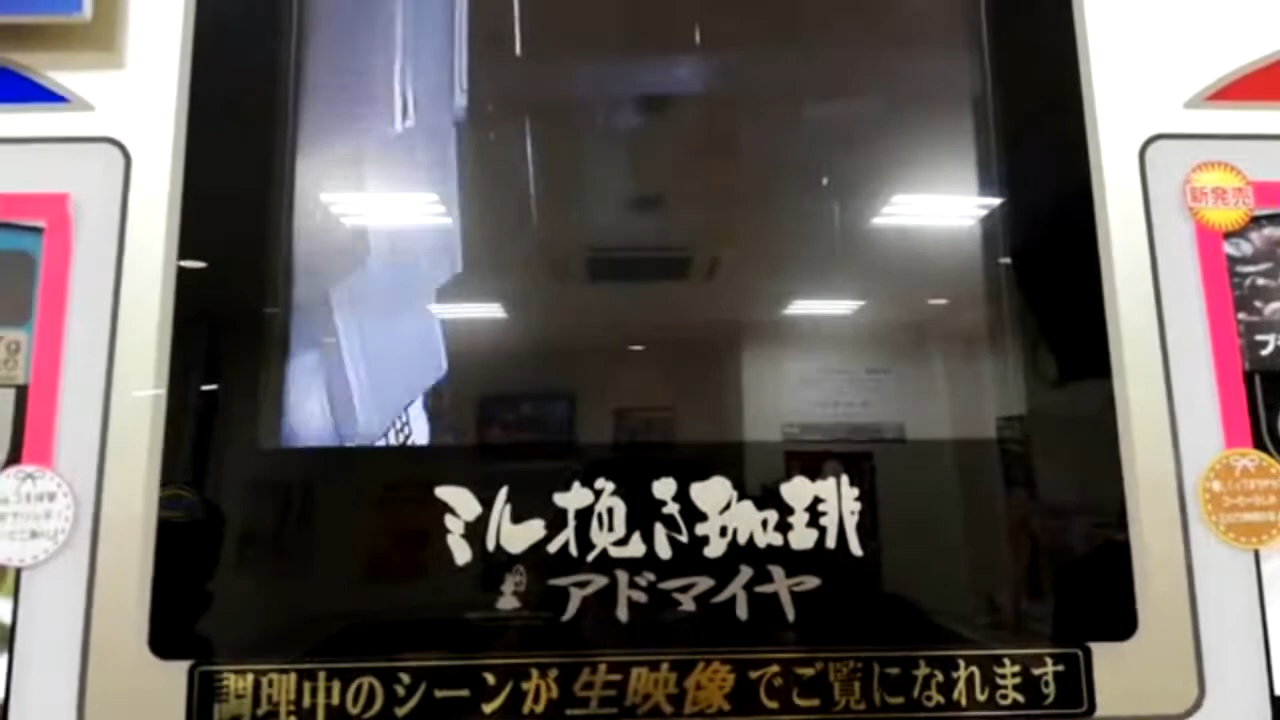 新発売
ミル挽き珈琲
アドマイヤ
調理中のシーンが生映像でご覧になれます